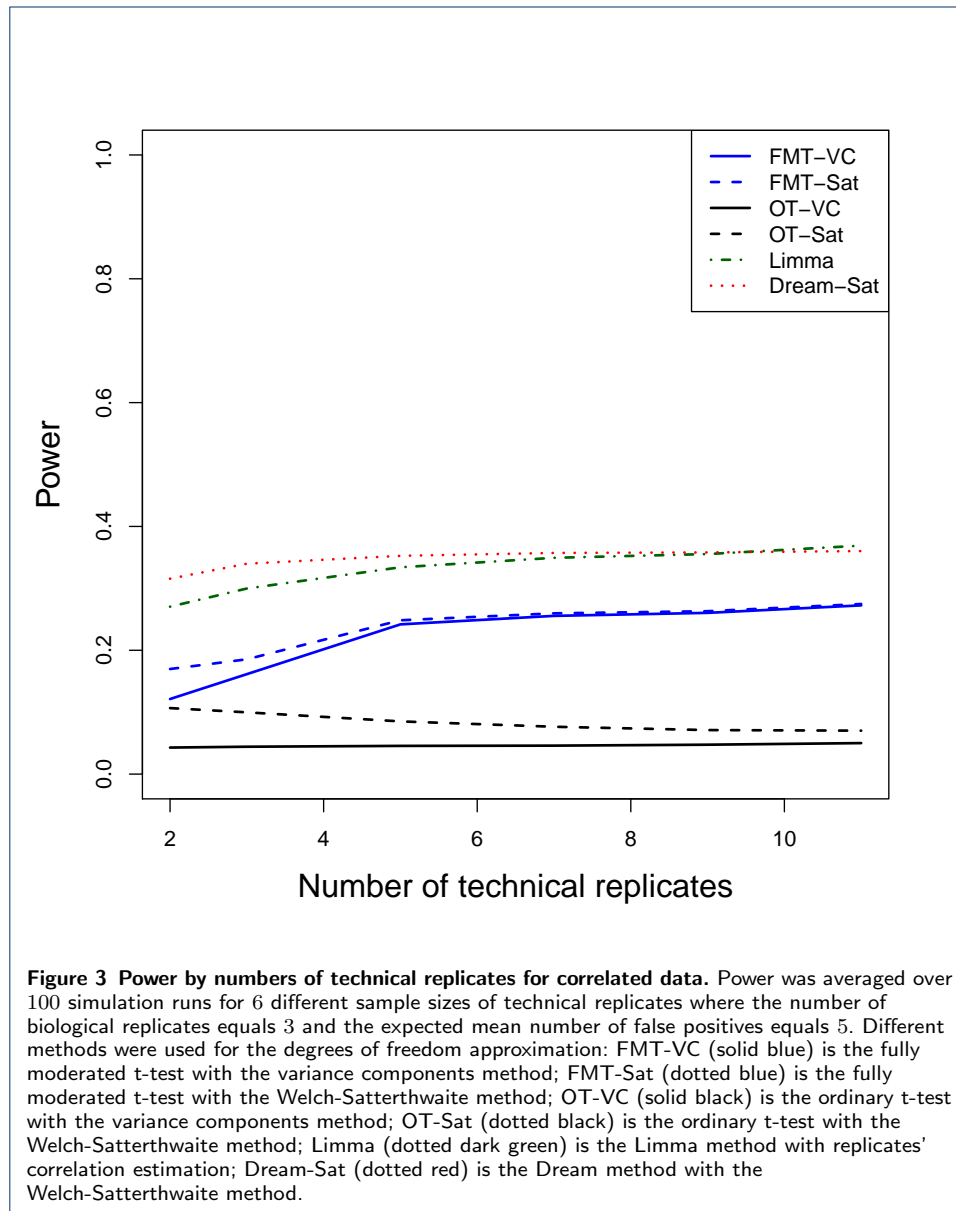 1.0
0.8
0.6
0.4
0.2
0.0
Power
FMT−VC
FMT−Sat
OT−VC
OT−Sat
Limma
Dream−Sat
2 4 6 8 10
Number of technical replicates
Figure 3 Power by numbers of technical replicates for correlated data. Power was averaged over
100 simulation runs for 6 different sample sizes of technical replicates where the number of
biological replicates equals 3 and the expected mean number of false positives equals 5. Different
methods were used for the degrees of freedom approximation: FMT-VC (solid blue) is the fully
moderated t-test with the variance components method; FMT-Sat (dotted blue) is the fully
moderated t-test with the Welch-Satterthwaite method; OT-VC (solid black) is the ordinary t-test
with the variance components method; OT-Sat (dotted black) is the ordinary t-test with the
Welch-Satterthwaite method; Limma (dotted dark green) is the Limma method with replicates'
correlation estimation; Dream-Sat (dotted red) is the Dream method with the
Welch-Satterthwaite method.